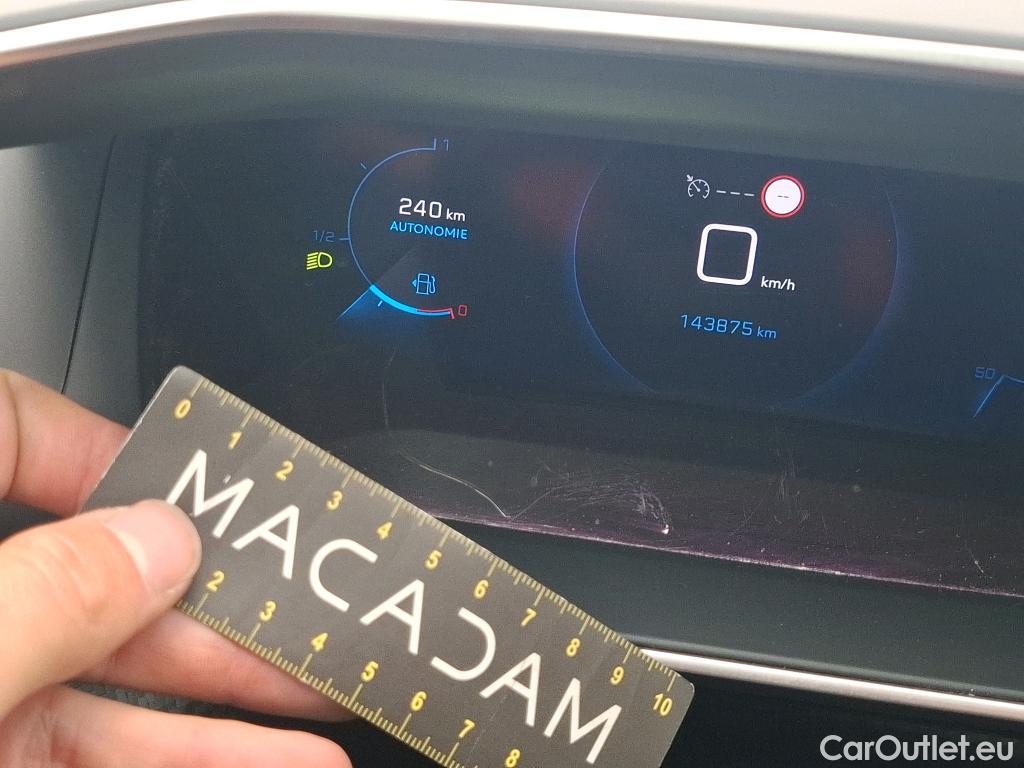 1
240 km
AUTONOMIE
1/2
0
--- --
0 km/h
143875 km
50
0 1 2 3 4 5 6 7 8 9 10
MACADAM
2 3 4 5 6 7 8
CarOutlet.eu